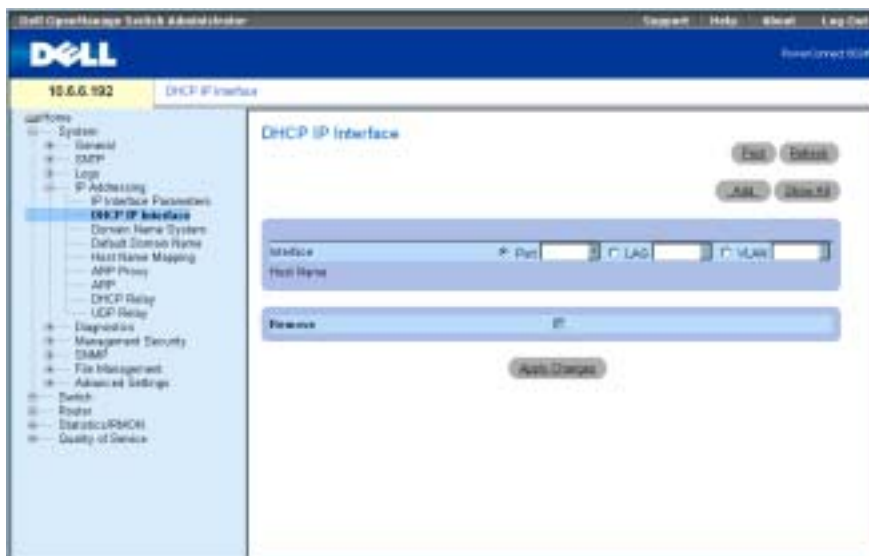 Dell OpenManage Switch Administrator
Support Help About Log Out
DELL
10.6.6.192
DHCP IP Interface
Home
System
General
SNTP
Logs
IP Addressing
IP Interface Parameters
DHCP IP Interface
Domain Name System
Default Domain Name
Host Name Mapping
ARP Proxy
ARP
DHCP Relay
UDP Relay
Diagnostics
Management Security
SNMP
File Management
Advanced Settings
Switch
Router
Statistics/RMON
Quality of Service
DHCP IP Interface
Print Refresh
Add Show All
Interface Port LAG VLAN
Host Name
Remove
Apply Changes